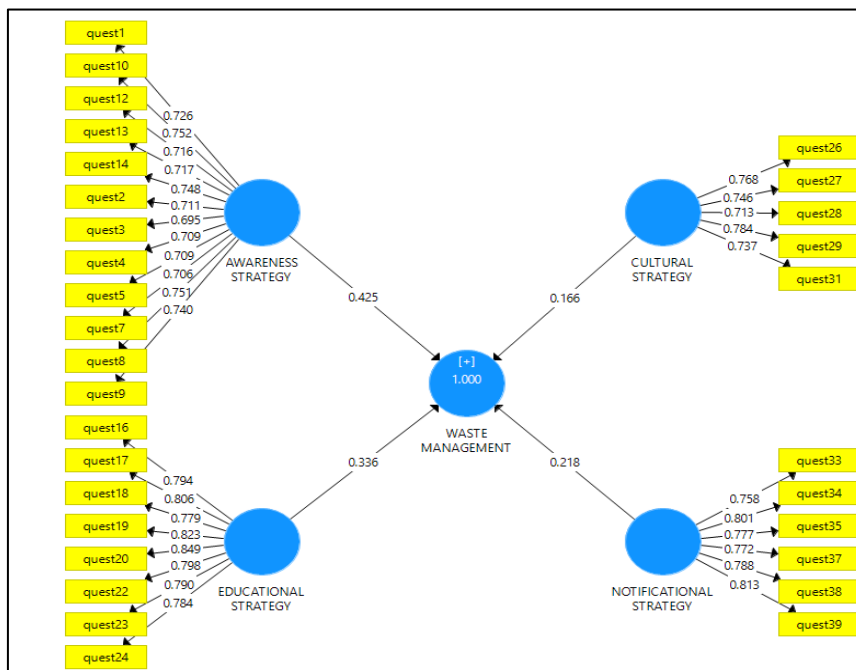 quest1
quest10
quest12
quest13
quest14
quest2
quest3
quest4
quest5
quest7
quest8
quest9
0.726
0.752
0.716
0.717
0.748
0.711
0.695
0.709
0.709
0.706
0.751
0.740
AWARENESS
STRATEGY
0.425
quest16
quest17
quest18
quest19
quest20
quest22
quest23
quest24
0.794
0.806
0.779
0.823
0.849
0.798
0.790
0.784
EDUCATIONAL
STRATEGY
0.336
[+]
1.000
WASTE
MANAGEMENT
quest26
quest27
quest28
quest29
quest31
0.768
0.746
0.713
0.784
0.737
CULTURAL
STRATEGY
0.166
quest33
quest34
quest35
quest37
quest38
quest39
0.758
0.801
0.777
0.772
0.788
0.813
NOTIFICATIONAL
STRATEGY
0.218